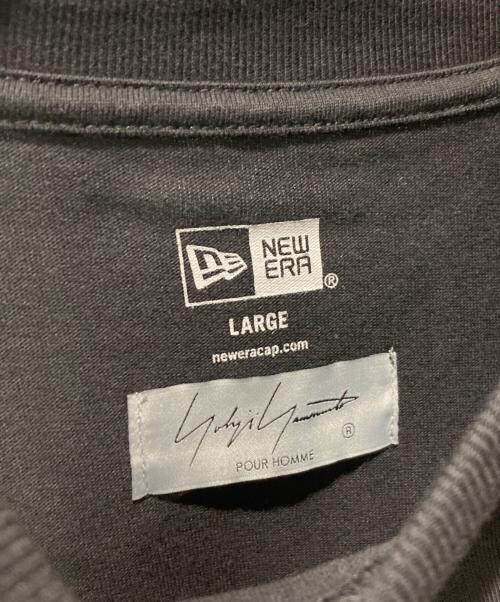 NEW
ERA
®
LARGE
neweracap.com
Yohji Yamamoto
®
POUR HOMME